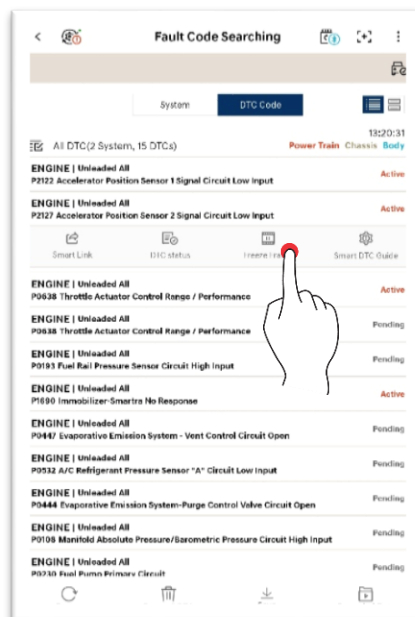 Fault Code Searching
System DTC Code
13:20:31
All DTC(2 System, 15 DTCs) Power Train Chassis Body
ENGINE | Unleaded All
P2122 Accelerator Position Sensor 1 Signal Circuit Low Input Active
ENGINE | Unleaded All
P2127 Accelerator Position Sensor 2 Signal Circuit Low Input Active
Smart Link DTC status Freeze Smart DTC Guide
ENGINE | Unleaded All
P0638 Throttle Actuator Control Range / Performance Active
ENGINE | Unleaded All
P0638 Throttle Actuator Control Range / Performance Pending
ENGINE | Unleaded All
P0193 Fuel Rail Pressure Sensor Circuit High Input Pending
ENGINE | Unleaded All
P1690 Immobilizer-Smartra No Response Active
ENGINE | Unleaded All
P0447 Evaporative Emission System - Vent Control Circuit Open Pending
ENGINE | Unleaded All
P0532 A/C Refrigerant Pressure Sensor "A" Circuit Low Input Pending
ENGINE | Unleaded All
P0444 Evaporative Emission System-Purge Control Valve Circuit Open Pending
ENGINE | Unleaded All
P0108 Manifold Absolute Pressure/Barometric Pressure Circuit High Input Pending
ENGINE | Unleaded All
P0230 Fuel Pump Primary Circuit Pending